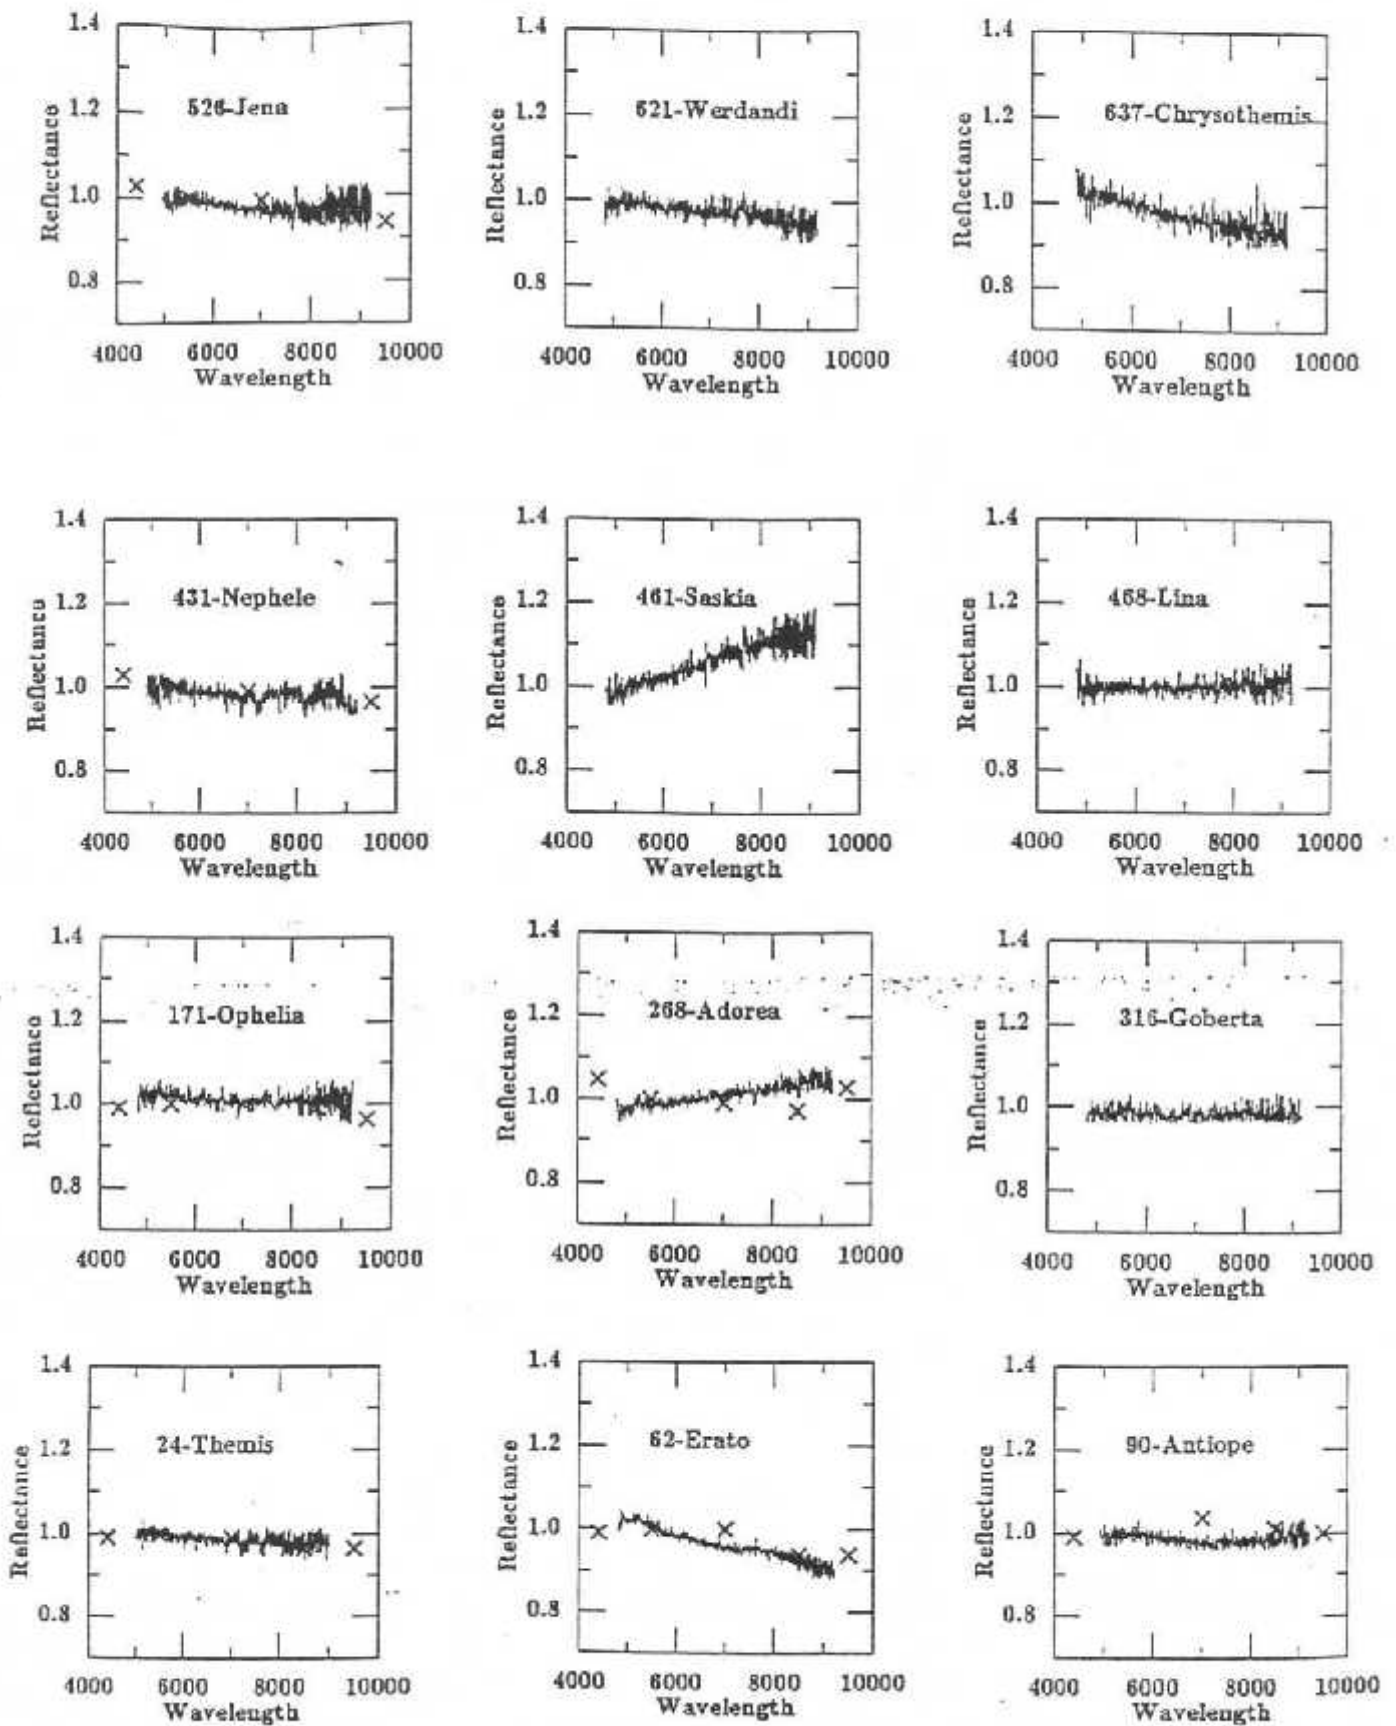 1.4 1.4 1.4
526-Jena 621-Werdandi 637-Chrysothemis
Reflectance 1.2 Reflectance 1.2 Reflectance 1.2
1.0 1.0 1.0
0.8 0.8 0.8
4000 6000 8000 10000 4000 6000 8000 10000 4000 6000 8000 10000
Wavelength Wavelength Wavelength
1.4 1.4 1.4
431-Nephele 461-Saskia 468-Lina
Reflectance 1.2 Reflectance 1.2 Reflectance 1.2
1.0 1.0 1.0
0.8 0.8 0.8
4000 6000 8000 10000 4000 6000 8000 10000 4000 6000 8000 10000
Wavelength Wavelength Wavelength
1.4 1.4 1.4
171-Ophelia 268-Adorea 316-Goberta
Reflectance 1.2 Reflectance 1.2 Reflectance 1.2
1.0 1.0 1.0
0.8 0.8 0.8
4000 6000 8000 10000 4000 6000 8000 10000 4000 6000 8000 10000
Wavelength Wavelength Wavelength
1.4 1.4 1.4
24-Themis 62-Erato 90-Antiope
Reflectance 1.2 Reflectance 1.2 Reflectance 1.2
1.0 1.0 1.0
0.8 0.8 0.8
4000 6000 8000 10000 4000 6000 8000 10000 4000 6000 8000 10000
Wavelength Wavelength Wavelength